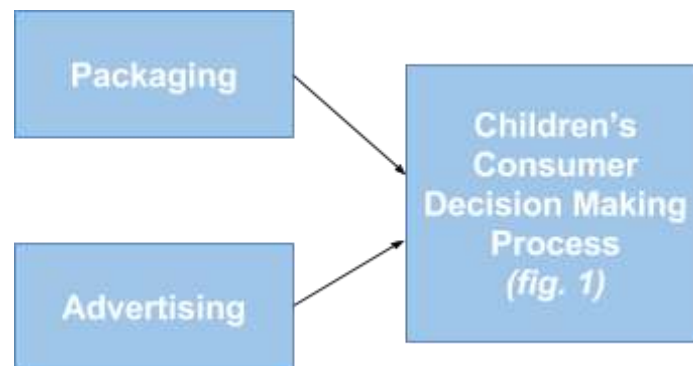 Packaging
Children's
Consumer
Decision Making
Process
(fig. 1)
Advertising